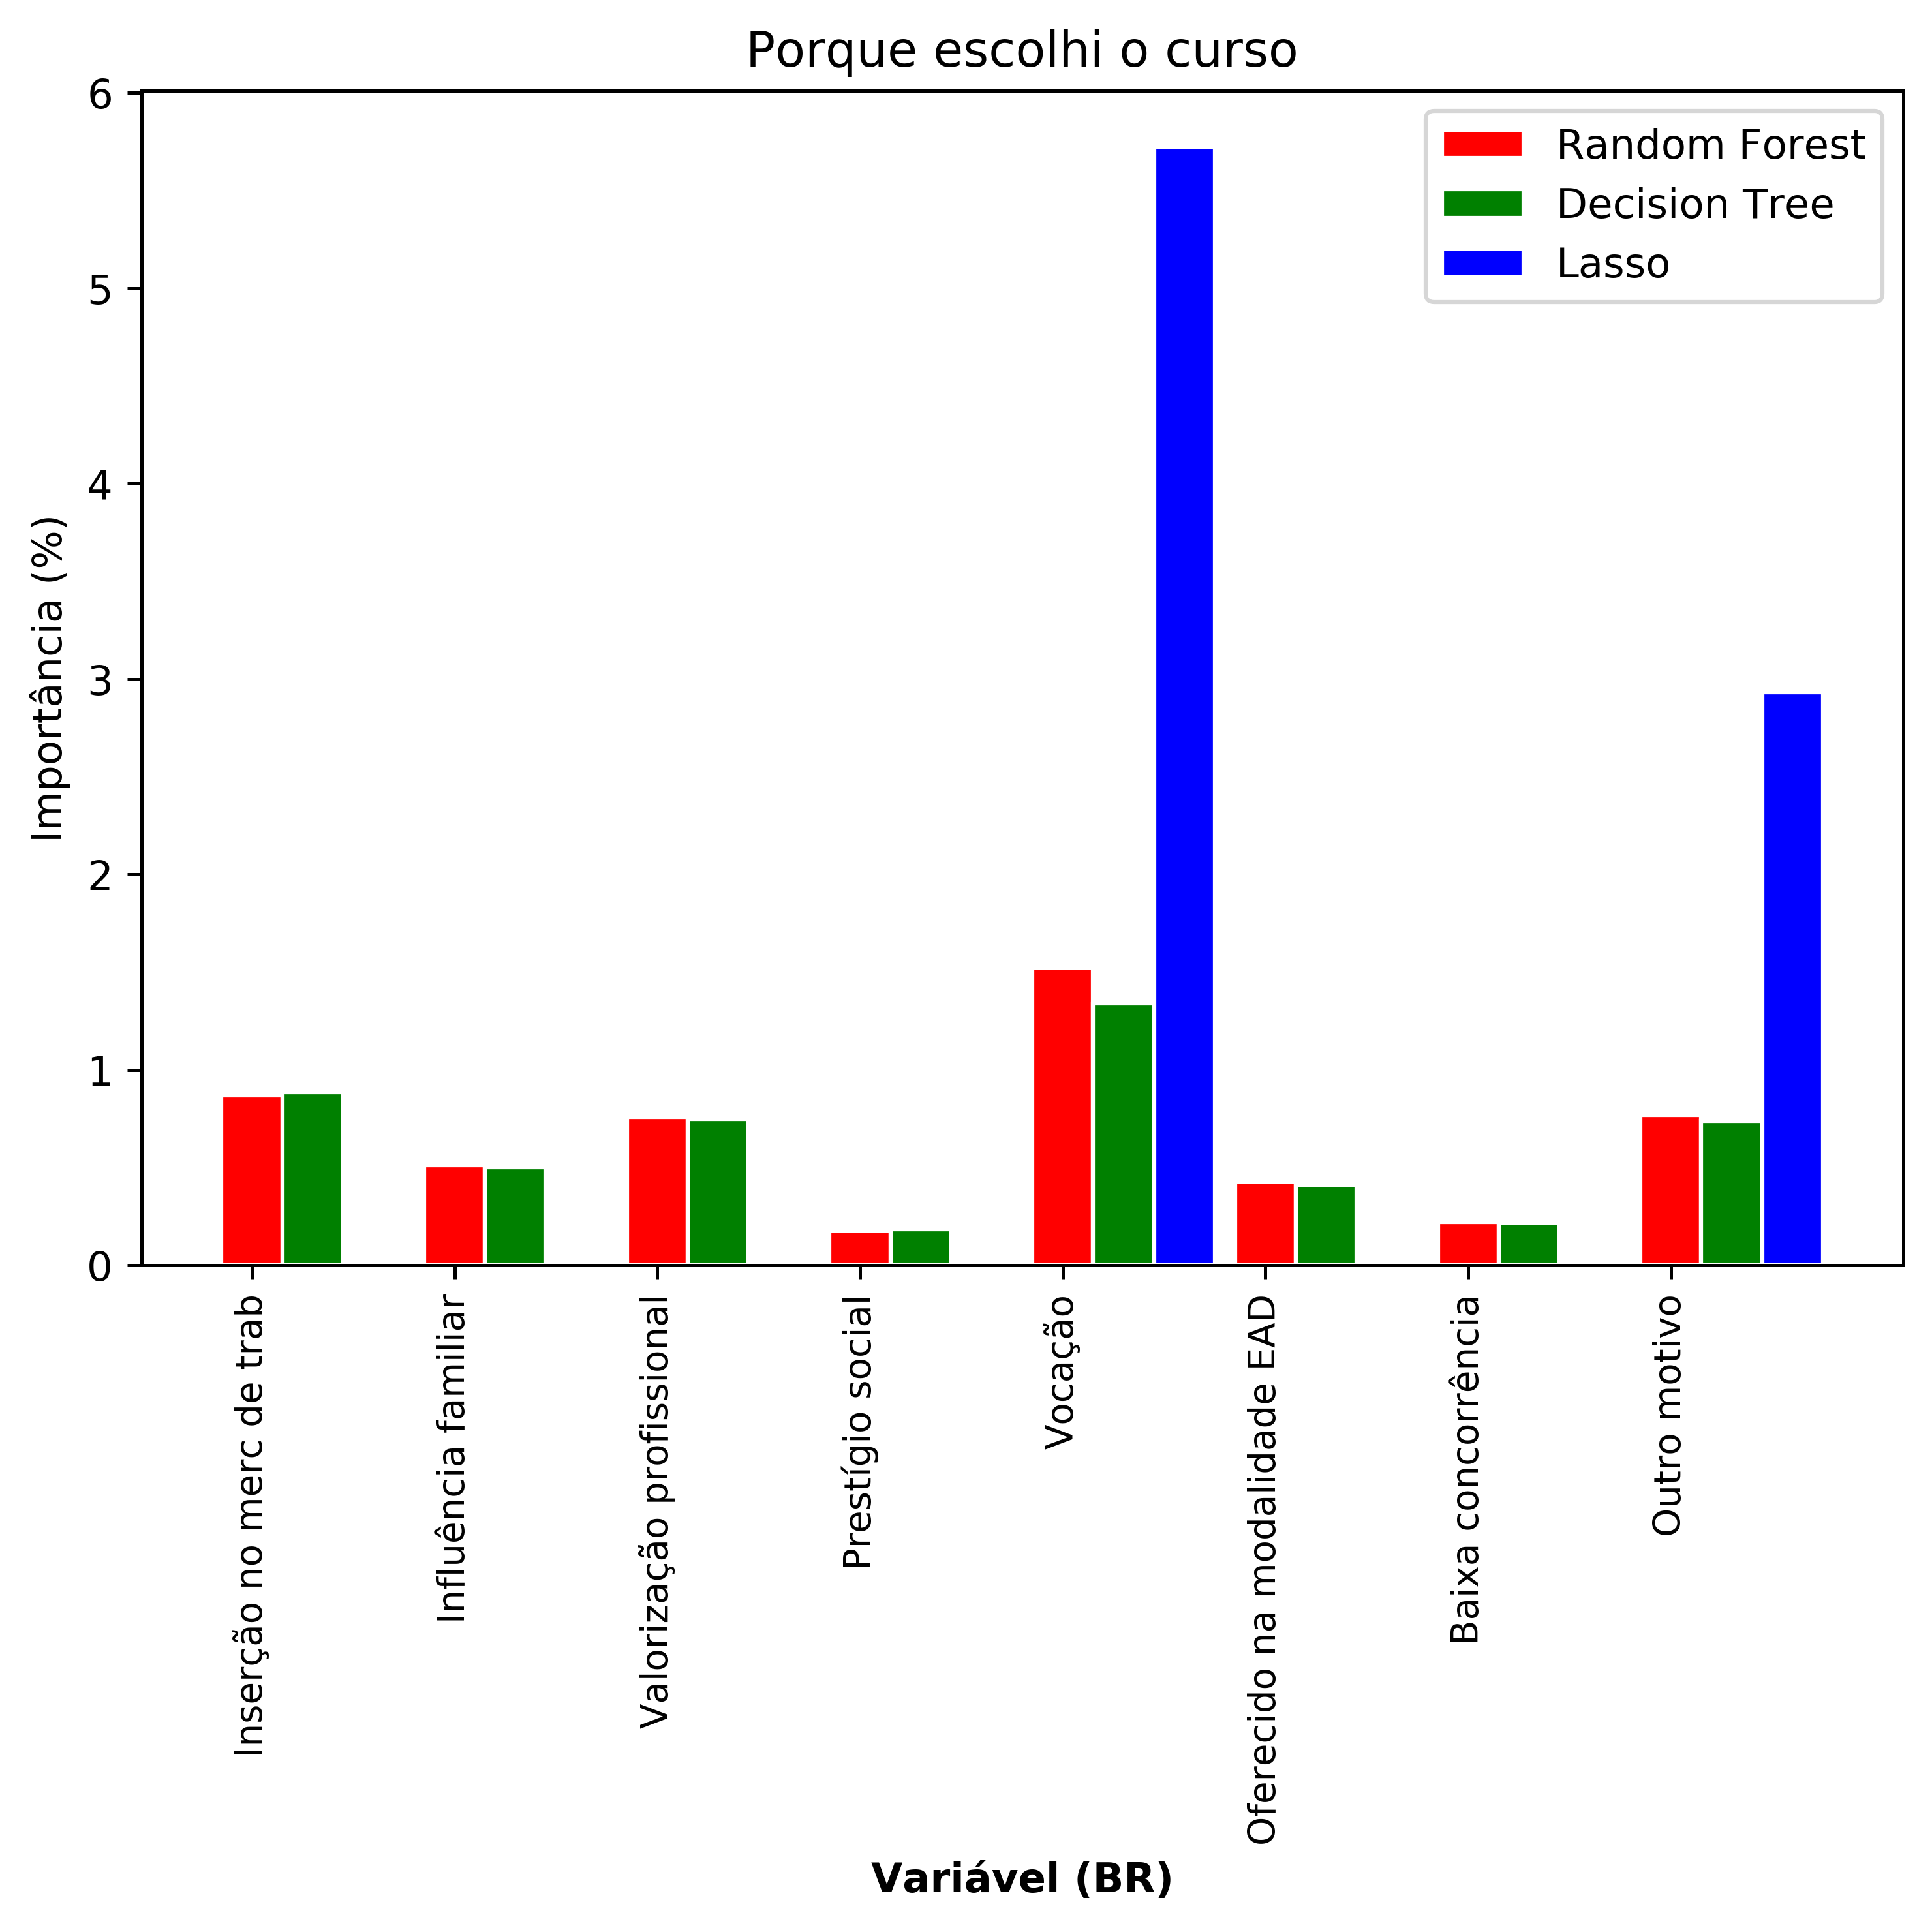 Porque escolhi o curso
6
5
4
3
2
1
0
Importância (%)
Random Forest
Decision Tree
Lasso
Inserção no merc de trab
Influência familiar
Valorização profissional
Prestígio social
Vocação
Oferecido na modalidade EAD
Baixa concorrência
Outro motivo
Variável (BR)